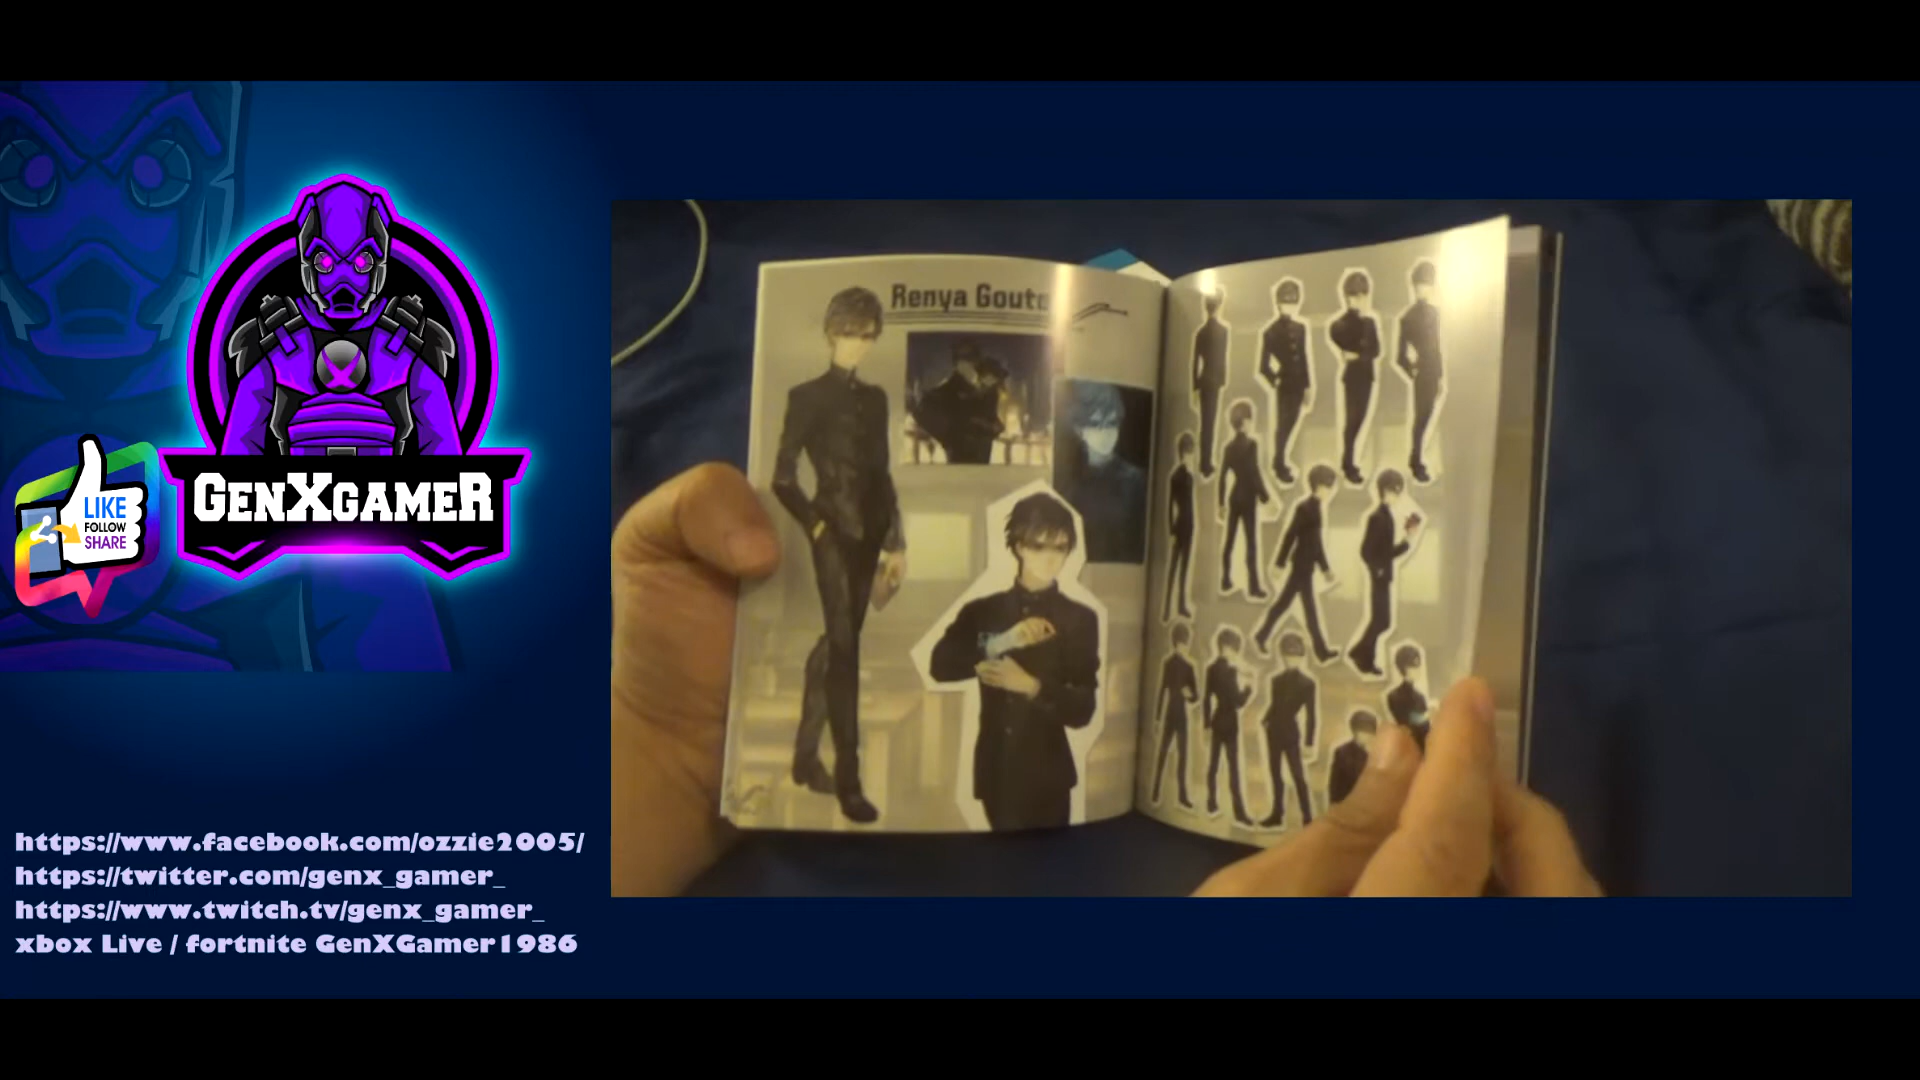 Renya Gouto
GENXGAMER
LIKE
FOLLOW
SHARE
https://www.facebook.com/ozzie2005/
https://twitter.com/genx_gamer_
https://www.twitch.tv/genx_gamer_
xbox Live / fortnite GenXGamer1986